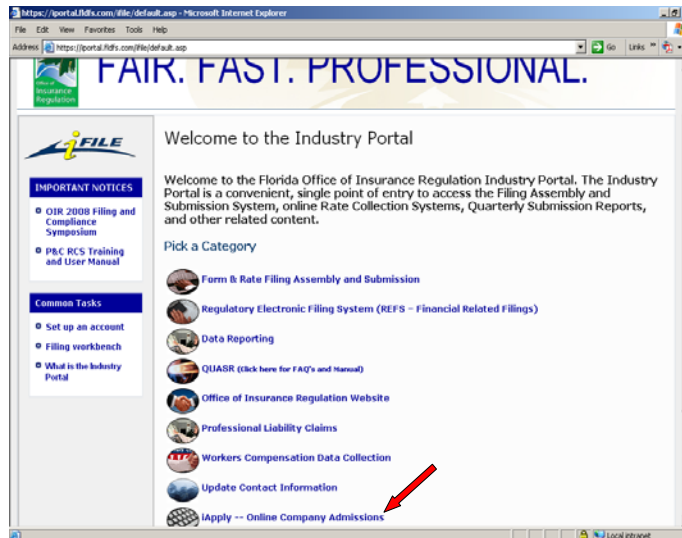 https://iportal.fldfs.com/ifile/default.asp - Microsoft Internet Explorer
File Edit View Favorites Tools Help
Address https://iportal.fldfs.com/ifile/default.asp Go Links »
FAIR. FAST. PROFESSIONAL.
Office of
Insurance
Regulation
iFILE
IMPORTANT NOTICES
OIR 2008 Filing and
Compliance
Symposium
P&C RCS Training
and User Manual
Common Tasks
Set up an account
Filing workbench
What is the Industry
Portal
Welcome to the Industry Portal
Welcome to the Florida Office of Insurance Regulation Industry Portal. The Industry
Portal is a convenient, single point of entry to access the Filing Assembly and
Submission System, online Rate Collection Systems, Quarterly Submission Reports,
and other related content.
Pick a Category
Form & Rate Filing Assembly and Submission
Regulatory Electronic Filing System (REFS - Financial Related Filings)
Data Reporting
QUASR (Click here for FAQ's and Manual)
Office of Insurance Regulation Website
Professional Liability Claims
Workers Compensation Data Collection
Update Contact Information
iApply -- Online Company Admissions
Local intranet